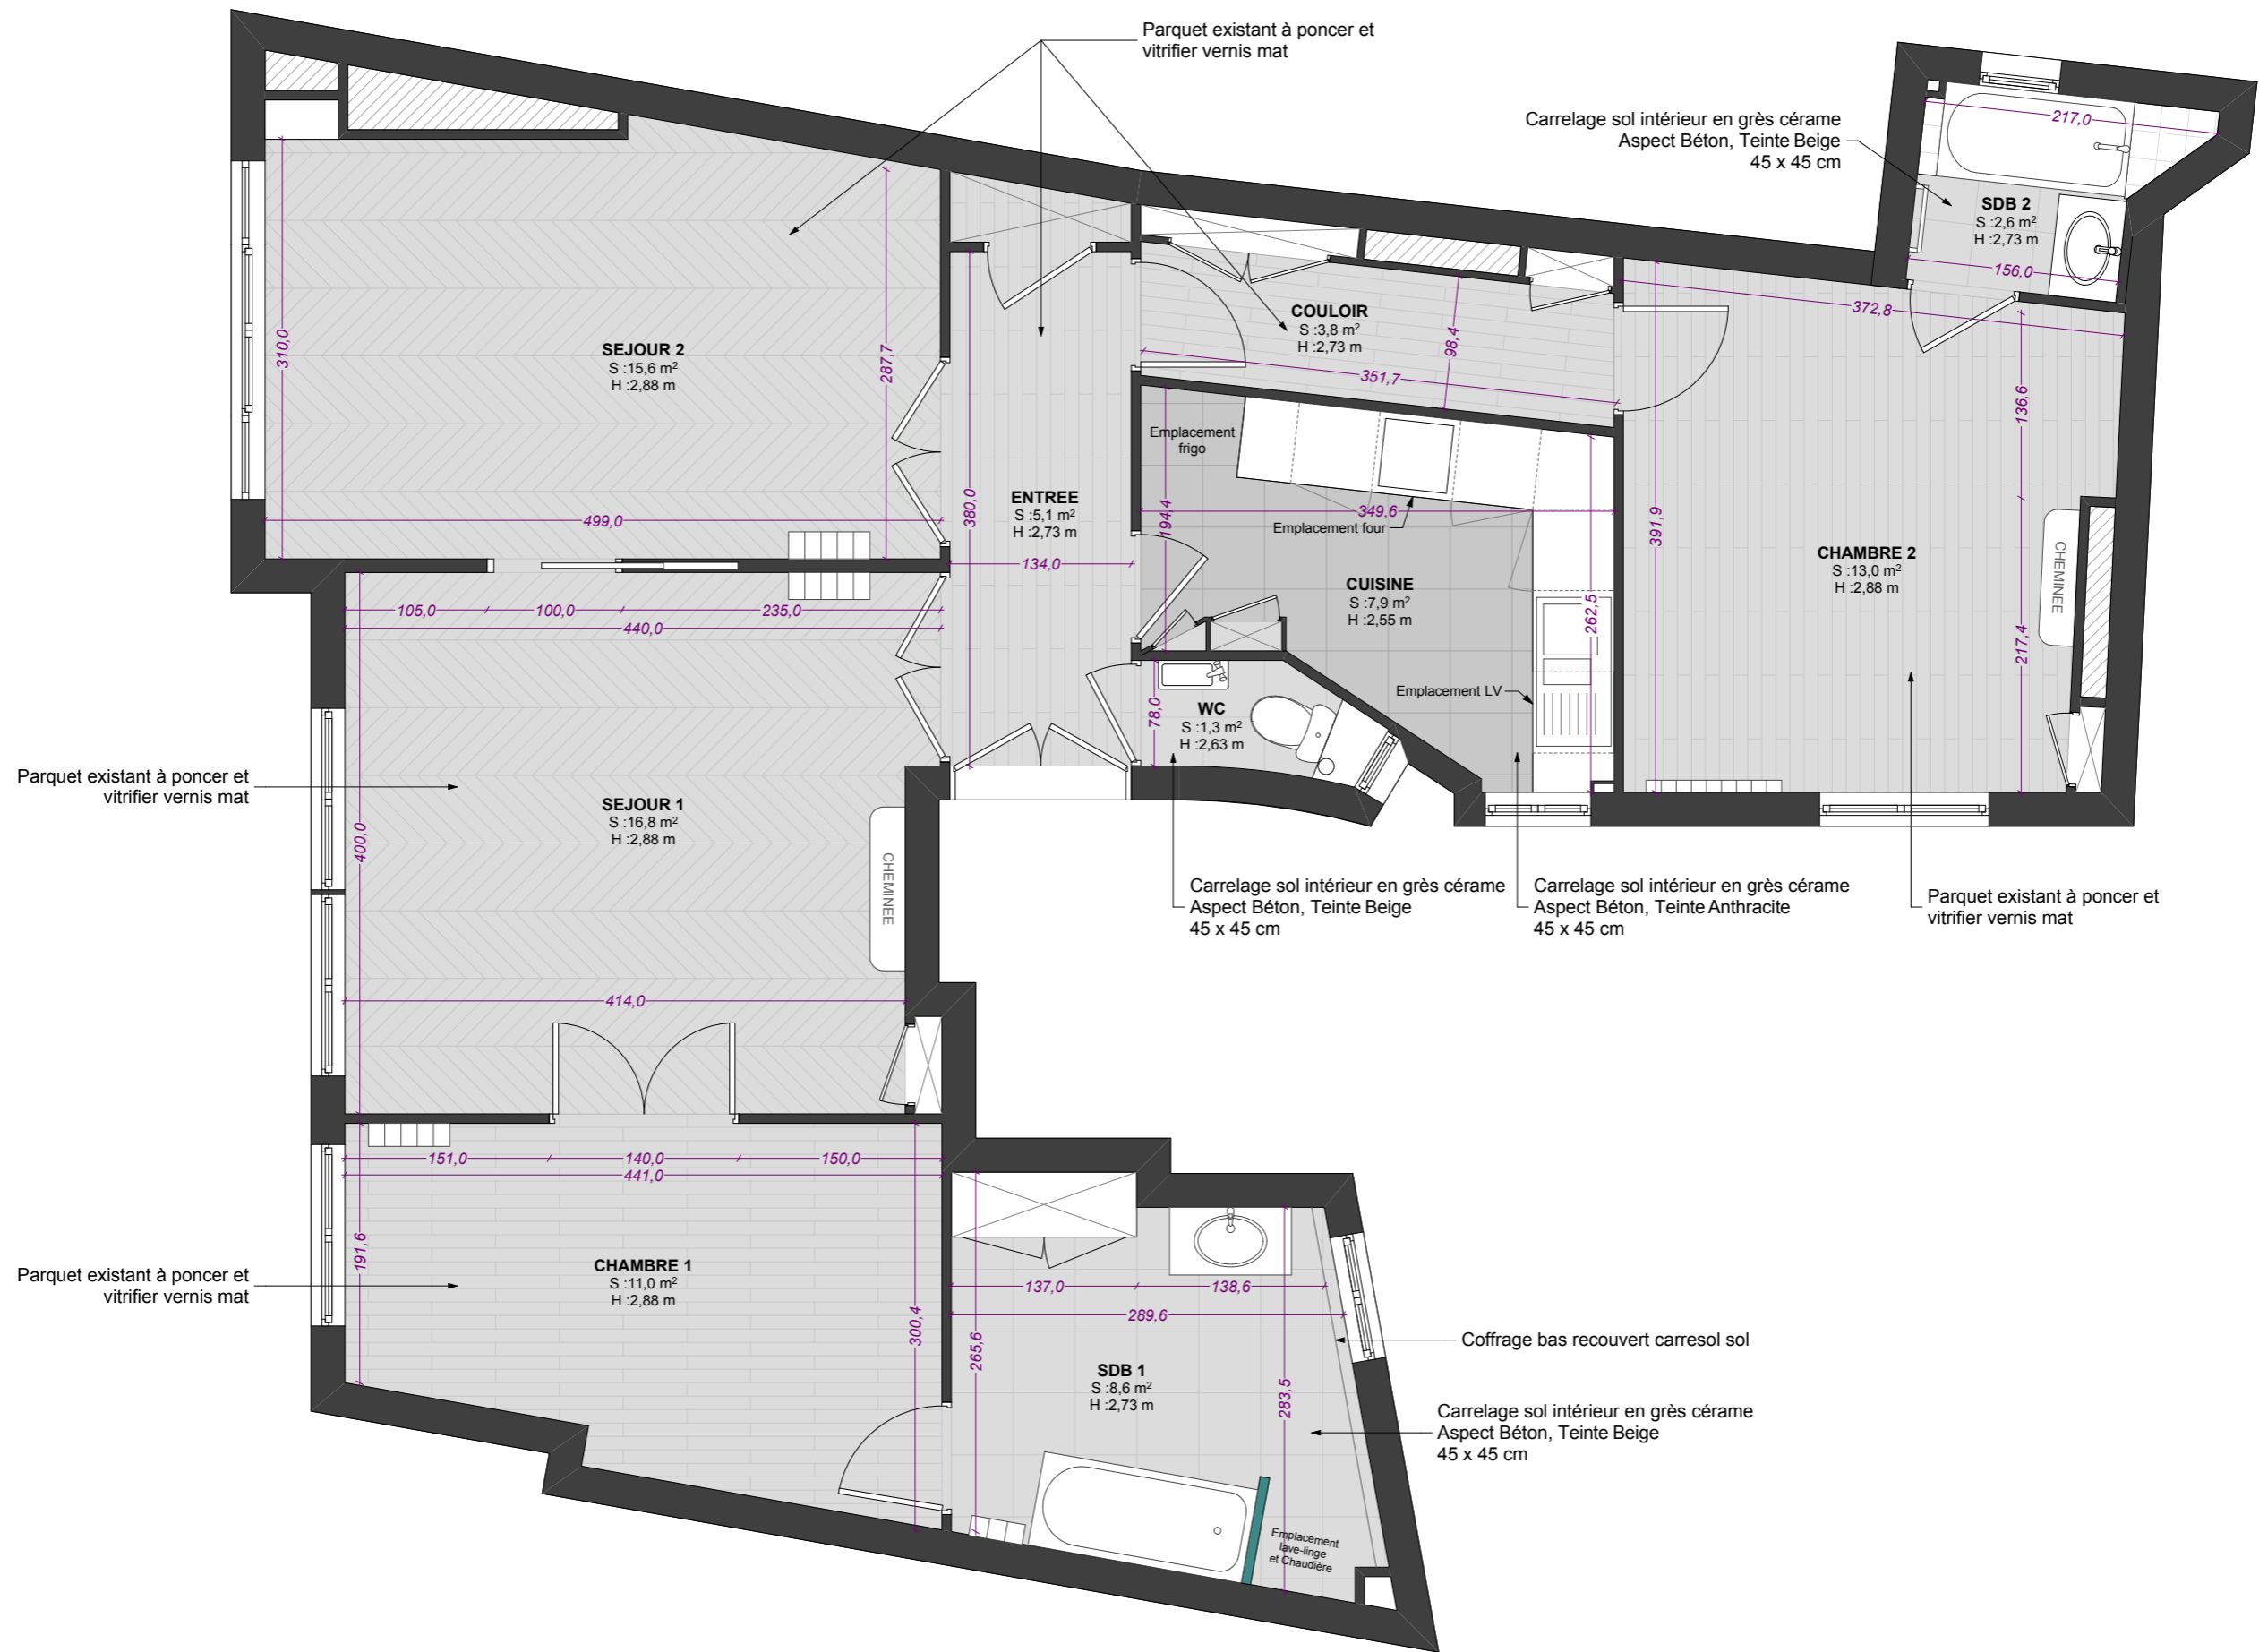 Parquet existant à poncer et
vitrifier vernis mat
Carrelage sol intérieur en grès cérame
Aspect Béton, Teinte Beige
45 x 45 cm
217,0
SDB 2
S :2,6 m²
H :2,73 m
156,0
372,8
COULOIR
S :3,8 m²
H :2,73 m
98,4
351,7
SEJOUR 2
S :15,6 m²
H :2,88 m
310,0
287,7
499,0
ENTREE
S :5,1 m²
H :2,73 m
380,0
134,0
Emplacement
frigo
194,4
349,6
Emplacement four
CUISINE
S :7,9 m²
H :2,55 m
262,5
Emplacement LV
391,9
136,6
CHAMBRE 2
S :13,0 m²
H :2,88 m
CHEMINEE
217,4
105,0
100,0
235,0
440,0
WC
S :1,3 m²
H :2,63 m
78,0
Parquet existant à poncer et
vitrifier vernis mat
SEJOUR 1
S :16,8 m²
H :2,88 m
400,0
CHEMINEE
414,0
Carrelage sol intérieur en grès cérame
Aspect Béton, Teinte Beige
45 x 45 cm
Carrelage sol intérieur en grès cérame
Aspect Béton, Teinte Anthracite
45 x 45 cm
Parquet existant à poncer et
vitrifier vernis mat
151,0
140,0
150,0
441,0
191,6
CHAMBRE 1
S :11,0 m²
H :2,88 m
300,4
Parquet existant à poncer et
vitrifier vernis mat
137,0
138,6
289,6
265,6
SDB 1
S :8,6 m²
H :2,73 m
283,5
Coffrage bas recouvert carresol sol
Carrelage sol intérieur en grès cérame
Aspect Béton, Teinte Beige
45 x 45 cm
Emplacement
lave-linge
et Chaudière